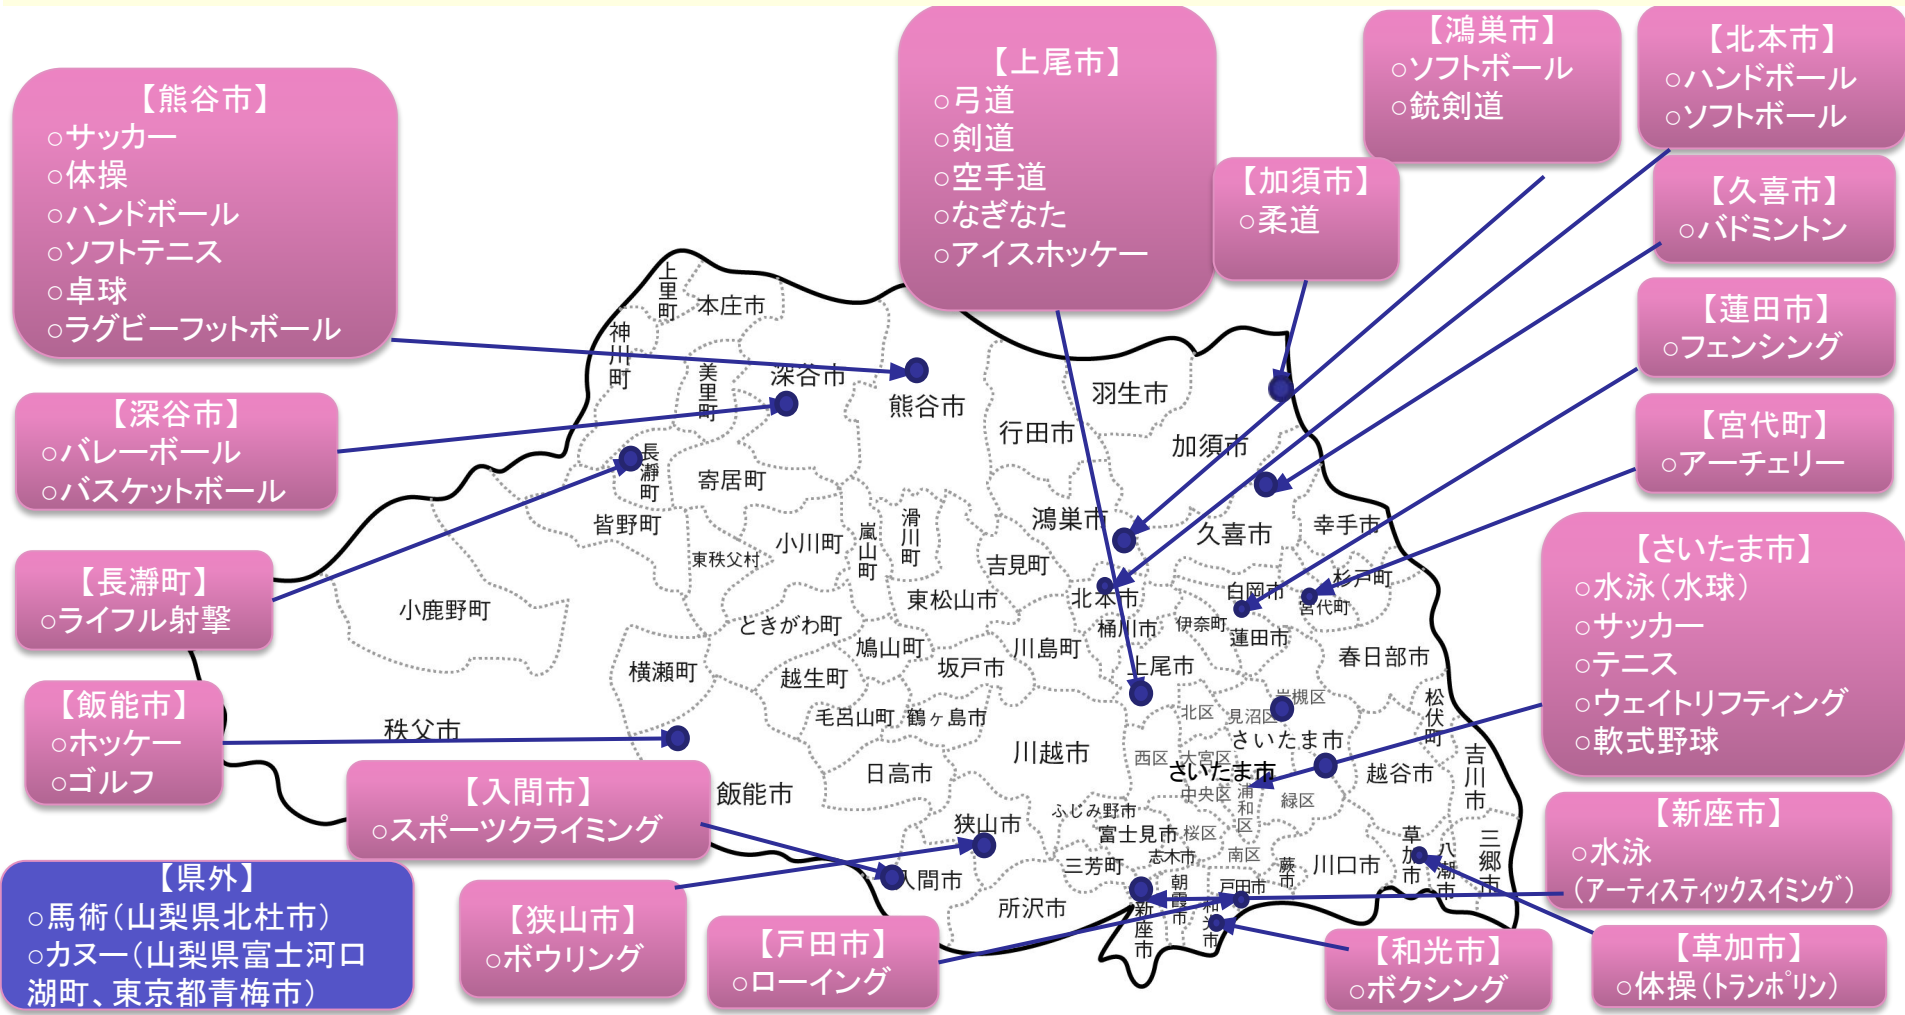 【熊谷市】
○サッカー
○体操
○ハンドボール
○ソフトテニス
○卓球
○ラグビーフットボール
【上尾市】
○弓道
○剣道
○空手道
○なぎなた
○アイスホッケー
【鴻巣市】
○ソフトボール
○銃剣道
【北本市】
○ハンドボール
○ソフトボール
【加須市】
○柔道
【久喜市】
○バドミントン
【蓮田市】
○フェンシング
【宮代町】
○アーチェリー
【深谷市】
○バレーボール
○バスケットボール
【長瀞町】
○ライフル射撃
【さいたま市】
○水泳（水球）
○サッカー
○テニス
○ウェイトリフティング
○軟式野球
【飯能市】
○ホッケー
○ゴルフ
【入間市】
○スポーツクライミング
【新座市】
○水泳
（アーティスティックスイミング）
【県外】
○馬術（山梨県北杜市）
○カヌー（山梨県富士河口
湖町、東京都青梅市）
【狭山市】
○ボウリング
【戸田市】
○ローイング
【和光市】
○ボクシング
【草加市】
○体操（トランポリン）
上里町
本庄市
神川町
美里町
深谷市
熊谷市
行田市
羽生市
加須市
長瀞町
寄居町
皆野町
東秩父村
小川町
嵐山町
滑川町
鴻巣市
吉見町
久喜市
幸手市
杉戸町
白岡市
宮代町
小鹿野町
ときがわ町
東松山市
北本市
桶川市
伊奈町
蓮田市
横瀬町
越生町
鳩山町
坂戸市
川島町
上尾市
春日部市
松伏町
秩父市
毛呂山町
鶴ヶ島市
川越市
北区
見沼区
岩槻区
さいたま市
西区
大宮区
さいたま市
中央区
浦和区
緑区
越谷市
吉川市
日高市
飯能市
狭山市
ふじみ野市
富士見市
桜区
志木市
南区
三芳町
入間市
所沢市
朝霞市
新座市
和光市
戸田市
蕨市
川口市
草加市
八潮市
三郷市